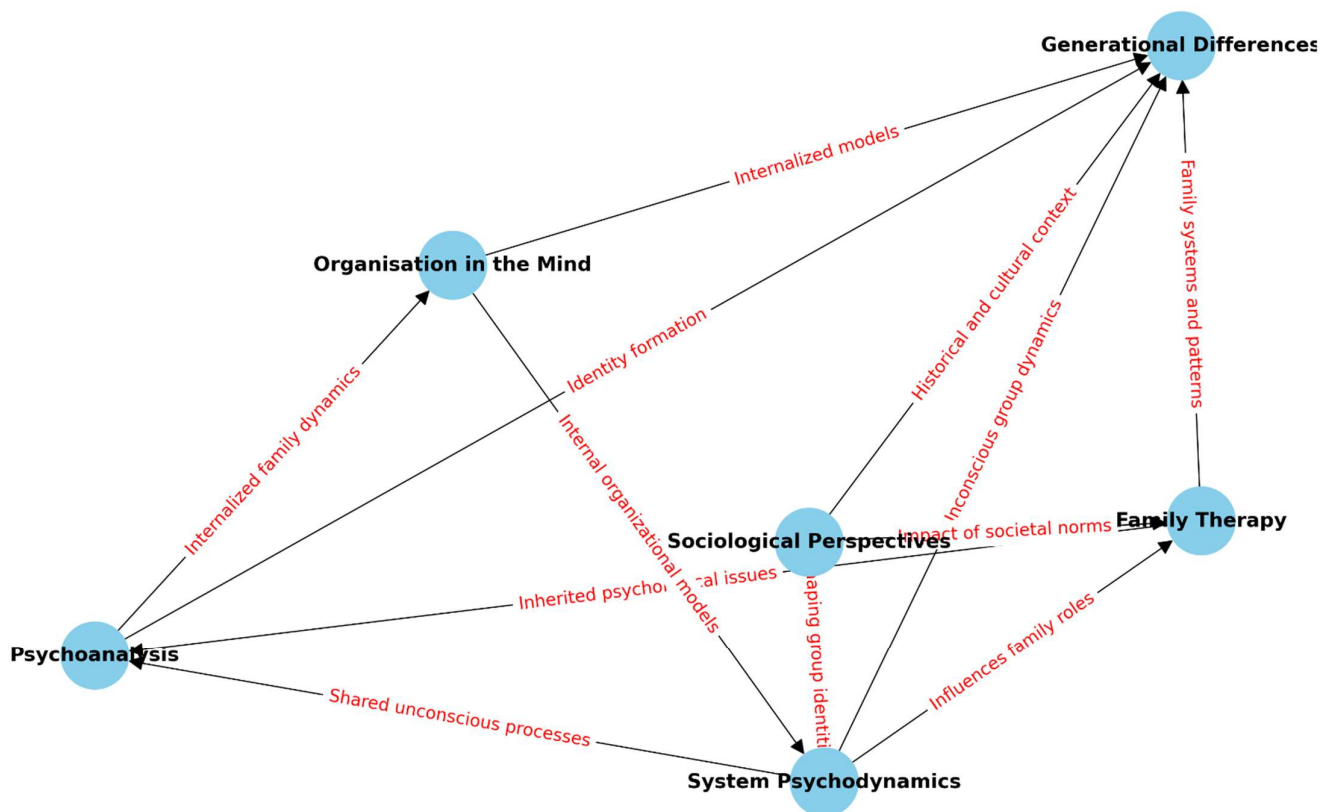 Generational Differences
Internalized models
Organisation in the Mind
Historical and cultural context
Family systems and patterns
Identity formation
Inconscious group dynamics
Internalized family dynamics
Internal organizational models
Family Therapy
Impact of societal norms
Sociological Perspectives
Inherited issues
Psychoanalysis
group
Influences family roles
Shared unconscious processes
System Psychodynamics